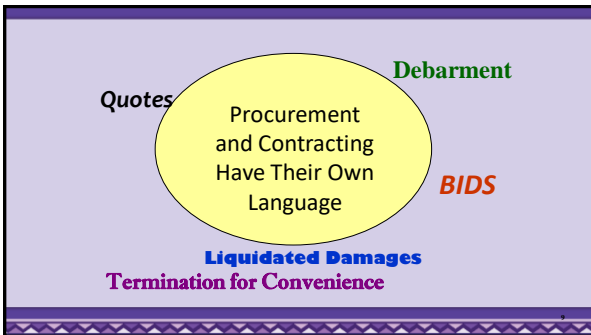 Debarment
Quotes
Procurement
and Contracting
Have Their Own
Language
BIDS
Liquidated Damages
Termination for Convenience